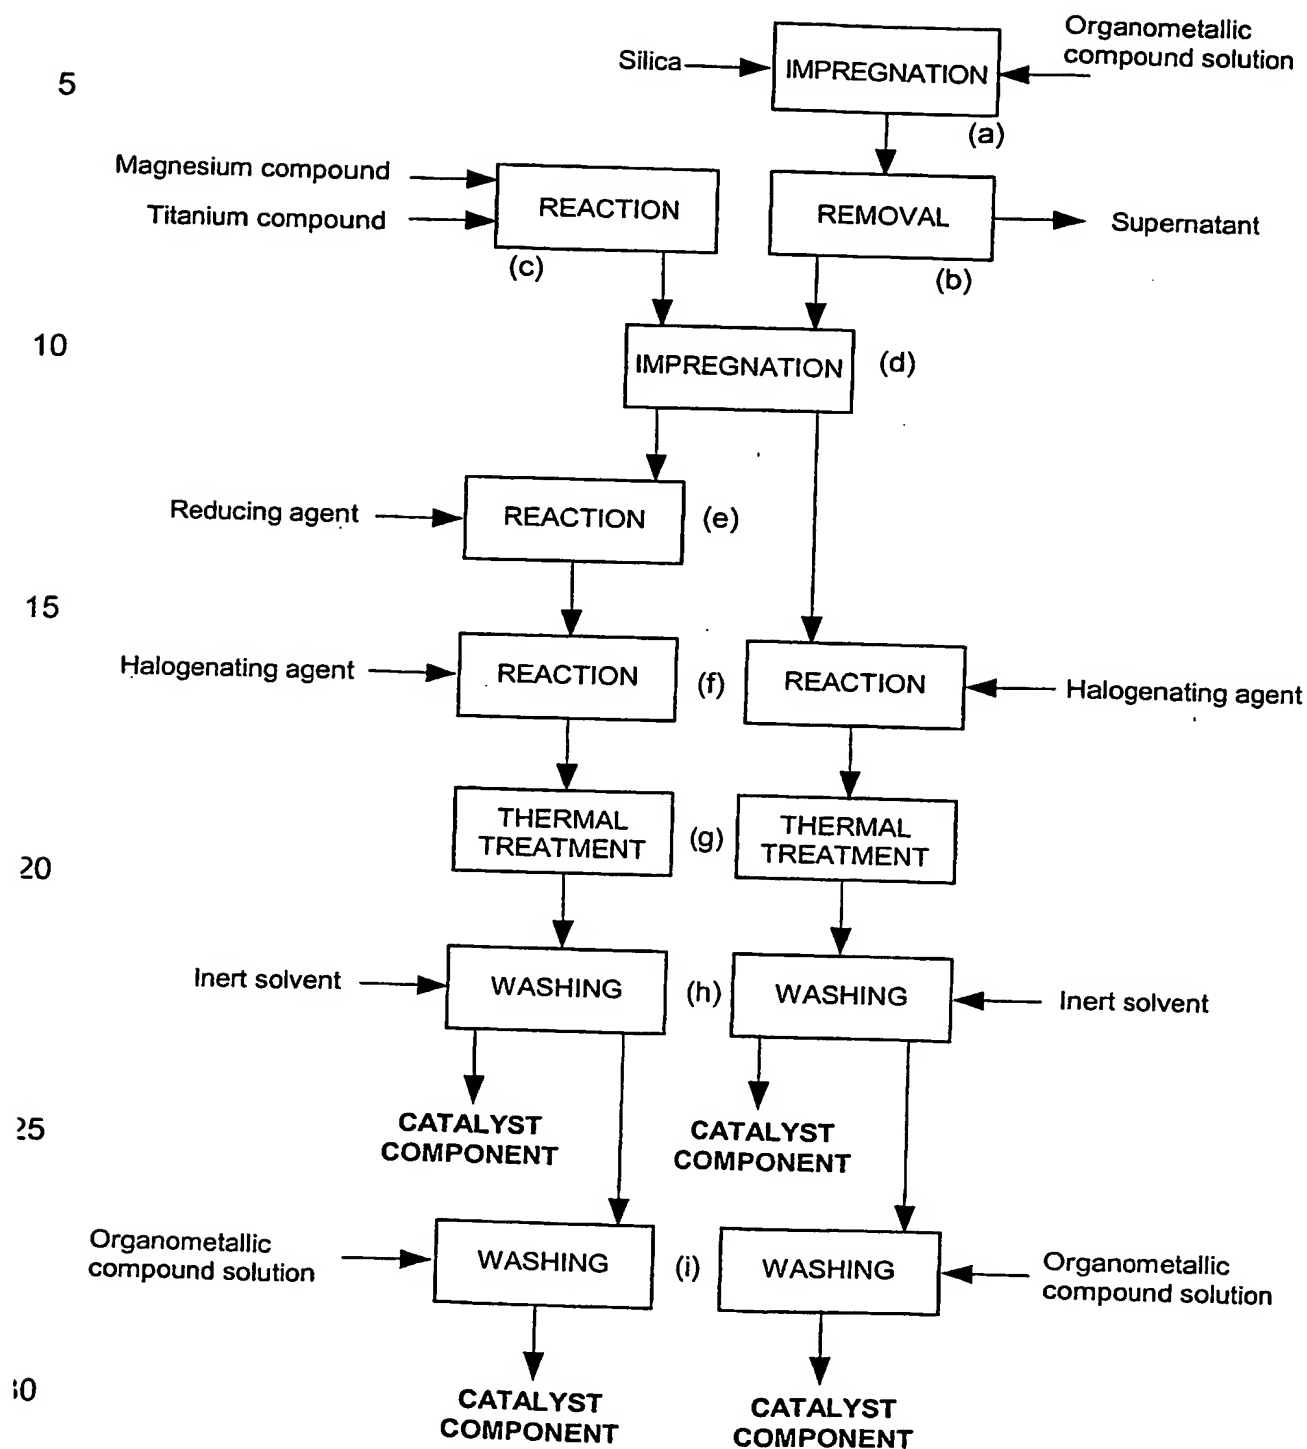 Organometallic
compound solution
Silica
IMPREGNATION
5
(a)
Magnesium compound
REACTION
REMOVAL
Titanium compound
Supernatant
(c)
(b)
10
IMPREGNATION
(d)
Reducing agent
REACTION
(e)
15
Halogenating agent
REACTION
(f)
REACTION
Halogenating agent
THERMAL
TREATMENT
(g)
THERMAL
TREATMENT
20
Inert solvent
WASHING
(h)
WASHING
Inert solvent
25
CATALYST
COMPONENT
CATALYST
COMPONENT
Organometallic
compound solution
WASHING
(i)
WASHING
Organometallic
compound solution
CATALYST
COMPONENT
CATALYST
COMPONENT